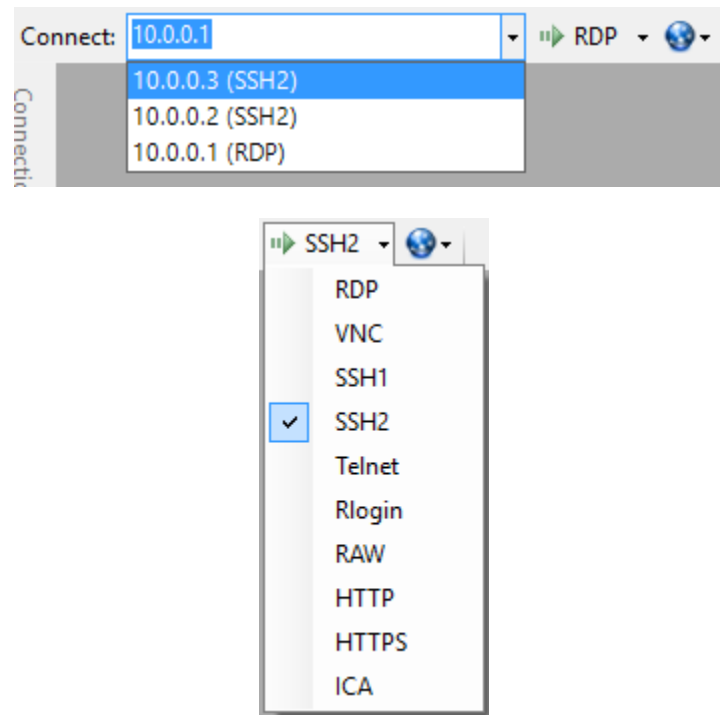 Connect: 10.0.0.1 RDP
10.0.0.3 (SSH2)
10.0.0.2 (SSH2)
10.0.0.1 (RDP)
Connectio
SSH2
RDP
VNC
SSH1
SSH2
Telnet
Rlogin
RAW
HTTP
HTTPS
ICA